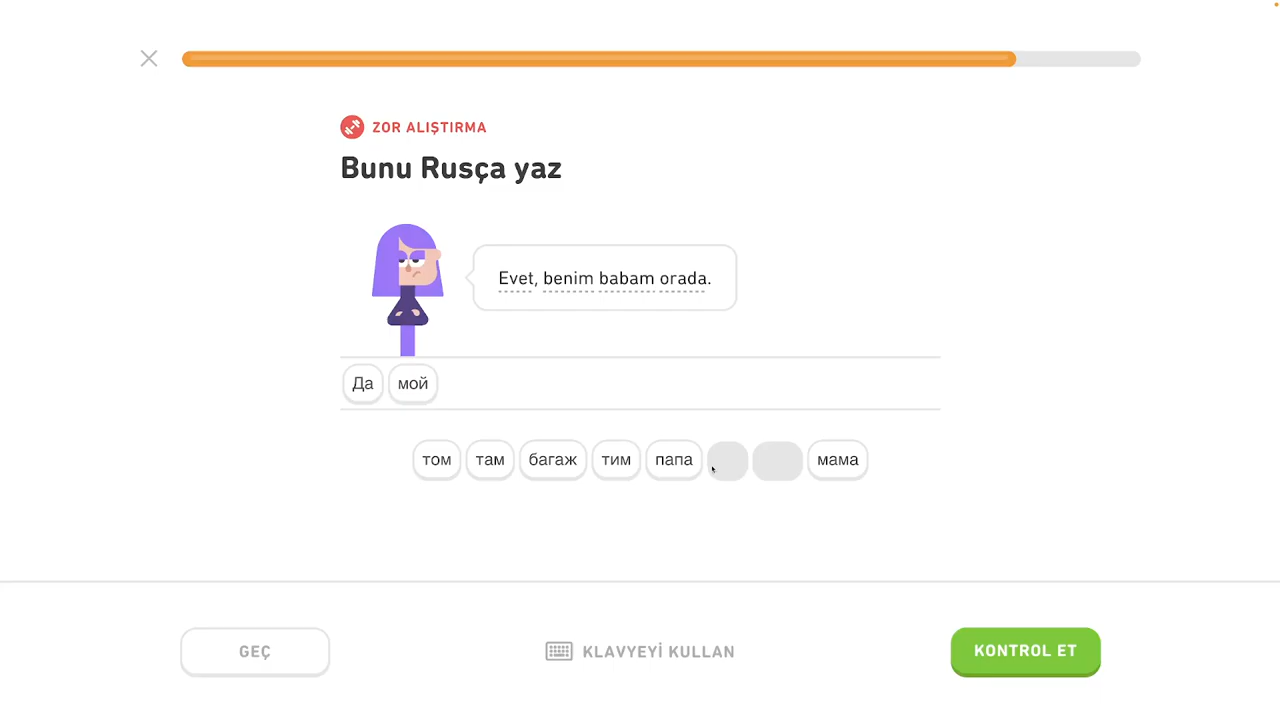 ZOR ALIŞTIRMA
Bunu Rusça yaz
Evet, benim babam orada.
Да мой
том там багаж тим папа мама
GEÇ KLAVYEYİ KULLAN KONTROL ET